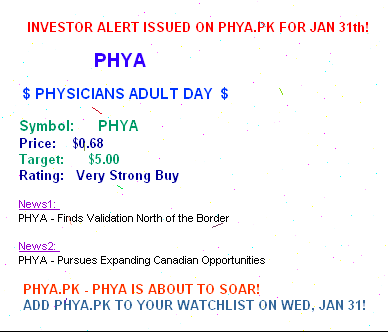 INVESTOR ALERT ISSUED ON PHYA.PK FOR JAN 31th!
PHYA
$ PHYSICIANS ADULT DAY $
Symbol: PHYA
Price: $0.68
Target: $5.00
Rating: Very Strong Buy
News1:
PHYA - Finds Validation North of the Border
News2:
PHYA - Pursues Expanding Canadian Opportunities
PHYA.PK - PHYA IS ABOUT TO SOAR!
ADD PHYA.PK TO YOUR WATCHLIST ON WED, JAN 31!